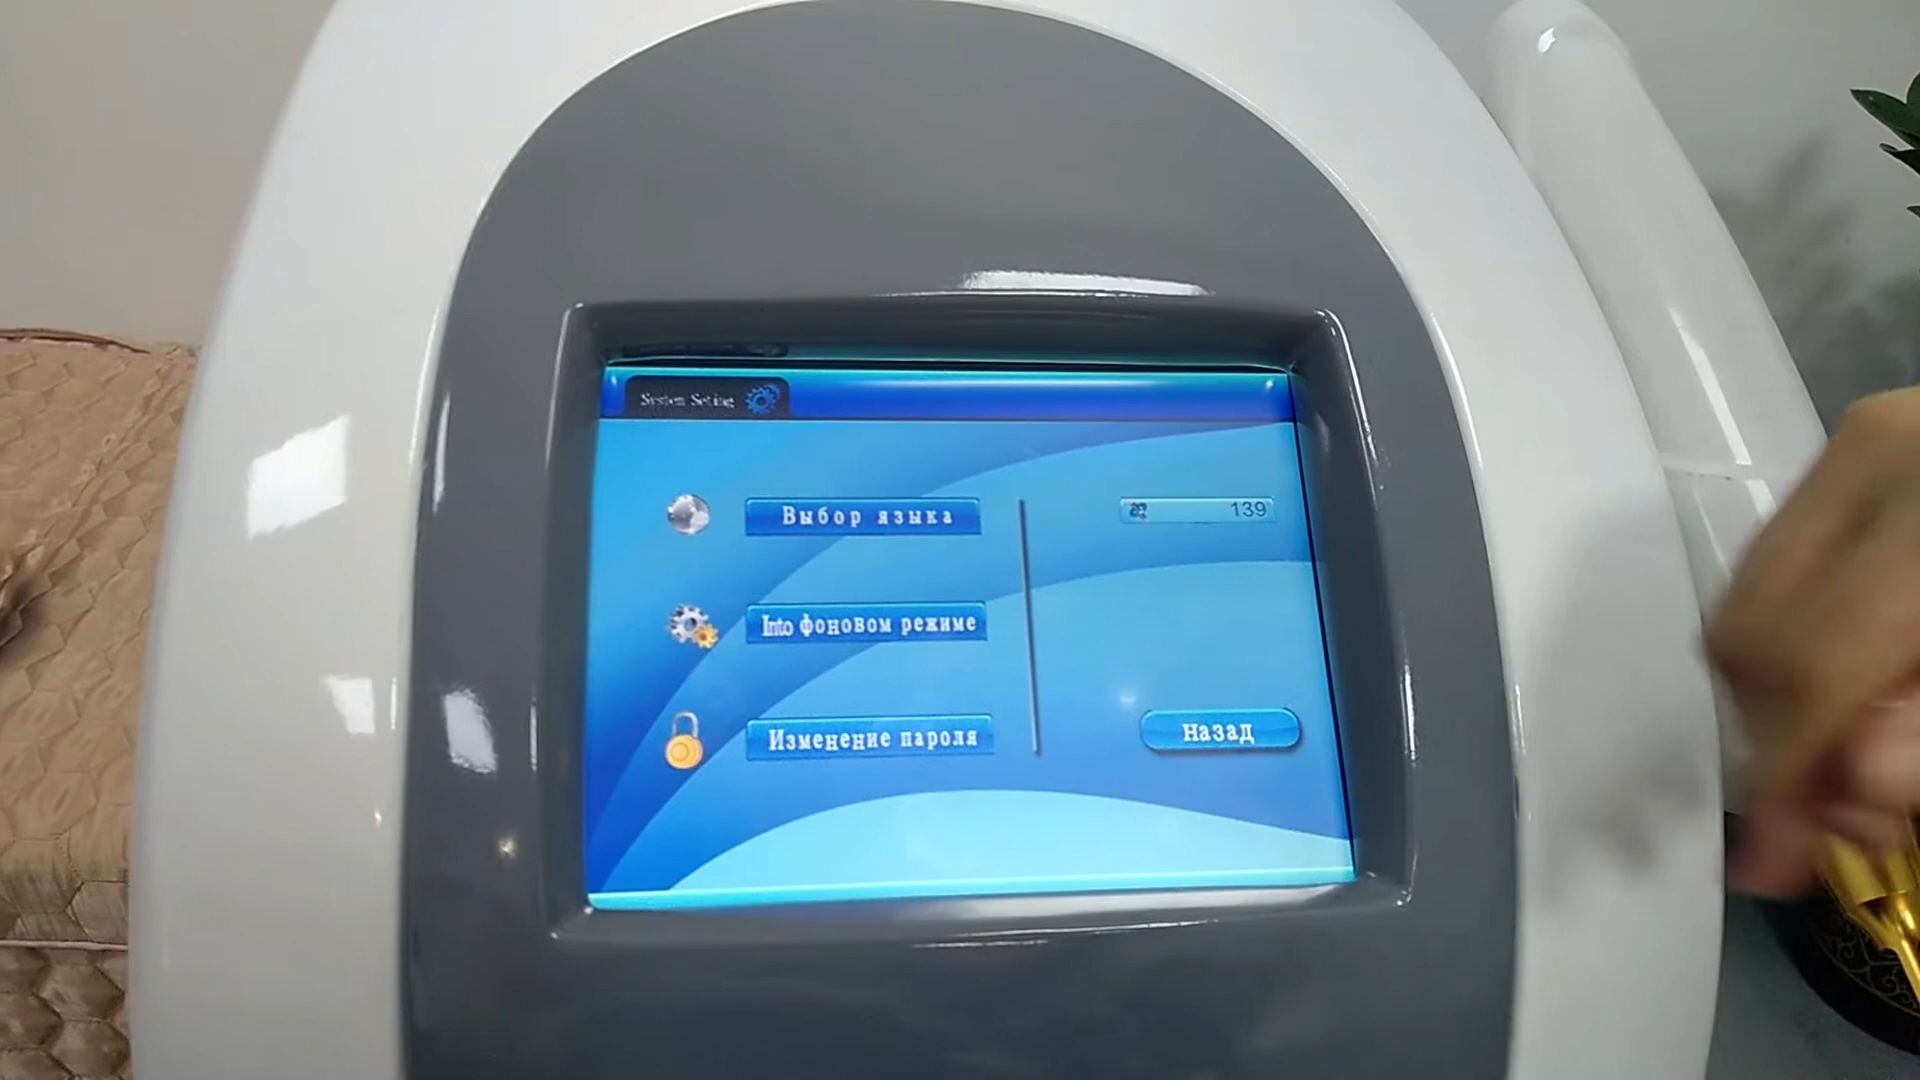 System Seting
Выбор языка
139
Into фоновом режиме
Изменение пароля
назад